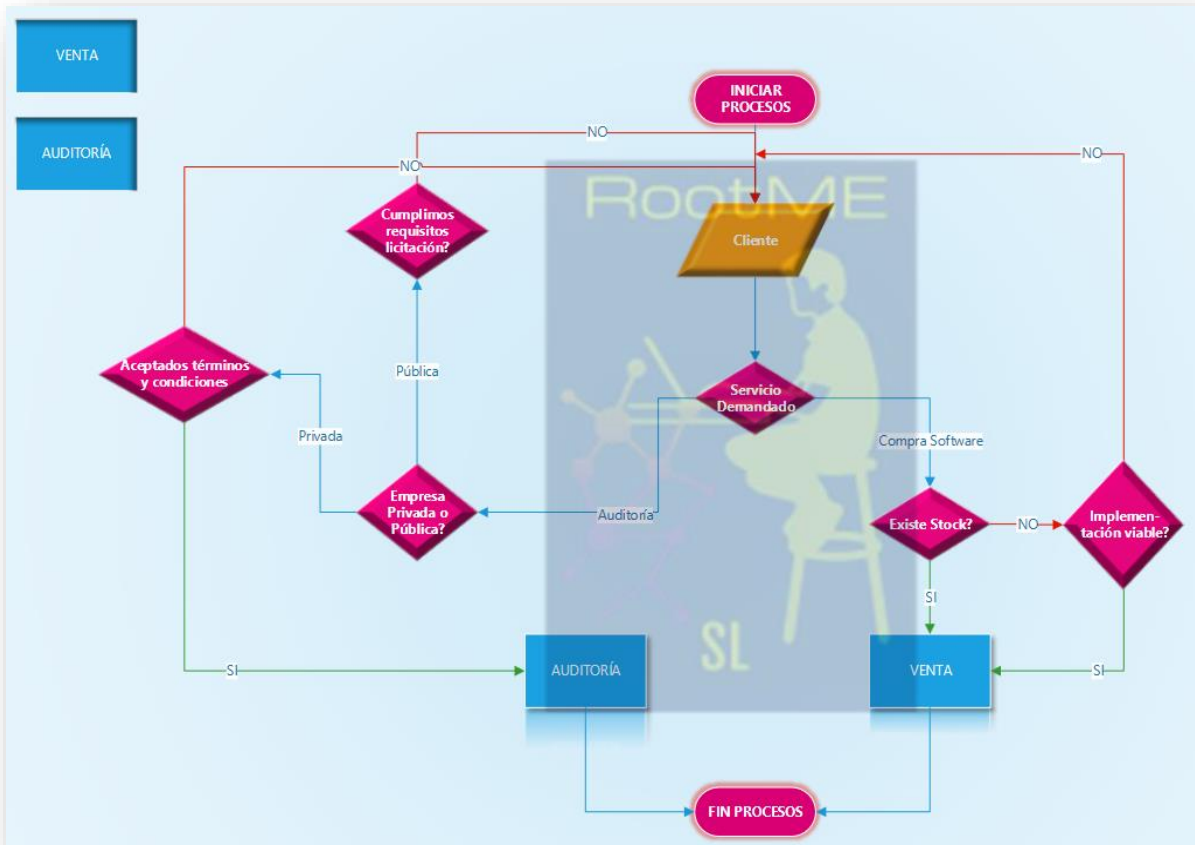 VENTA
AUDITORÍA
INICIAR
PROCESOS
NO
NO
NO
RootME
Cumplimos
requisitos
licitación?
Cliente
Aceptados términos
y condiciones
Pública
Servicio
Demandado
Privada
Compra Software
Empresa
Privada o
Pública?
Auditoría
Existe Stock?
NO
Implemen-
tación viable?
SI
SI
AUDITORÍA
SL
VENTA
SI
FIN PROCESOS